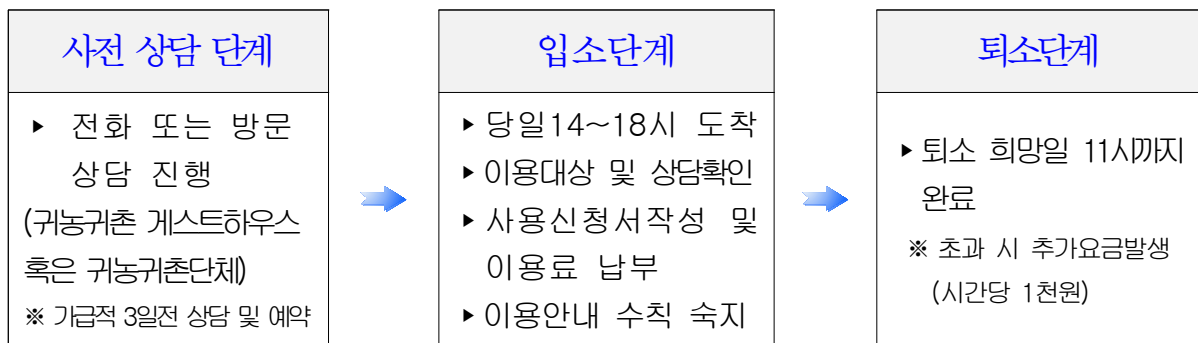 사전 상담 단계
▸ 전화 또는 방문
상담 진행
(귀농귀촌 게스트하우스
혹은 귀농귀촌단체)
※ 가급적 3일전 상담 및 예약
입소단계
▸당일14~18시 도착
▸이용대상 및 상담확인
▸사용신청서작성 및
이용료 납부
▸이용안내 수칙 숙지
퇴소단계
▸퇴소 희망일 11시까지
완료
※ 초과 시 추가요금발생
(시간당 1천원)